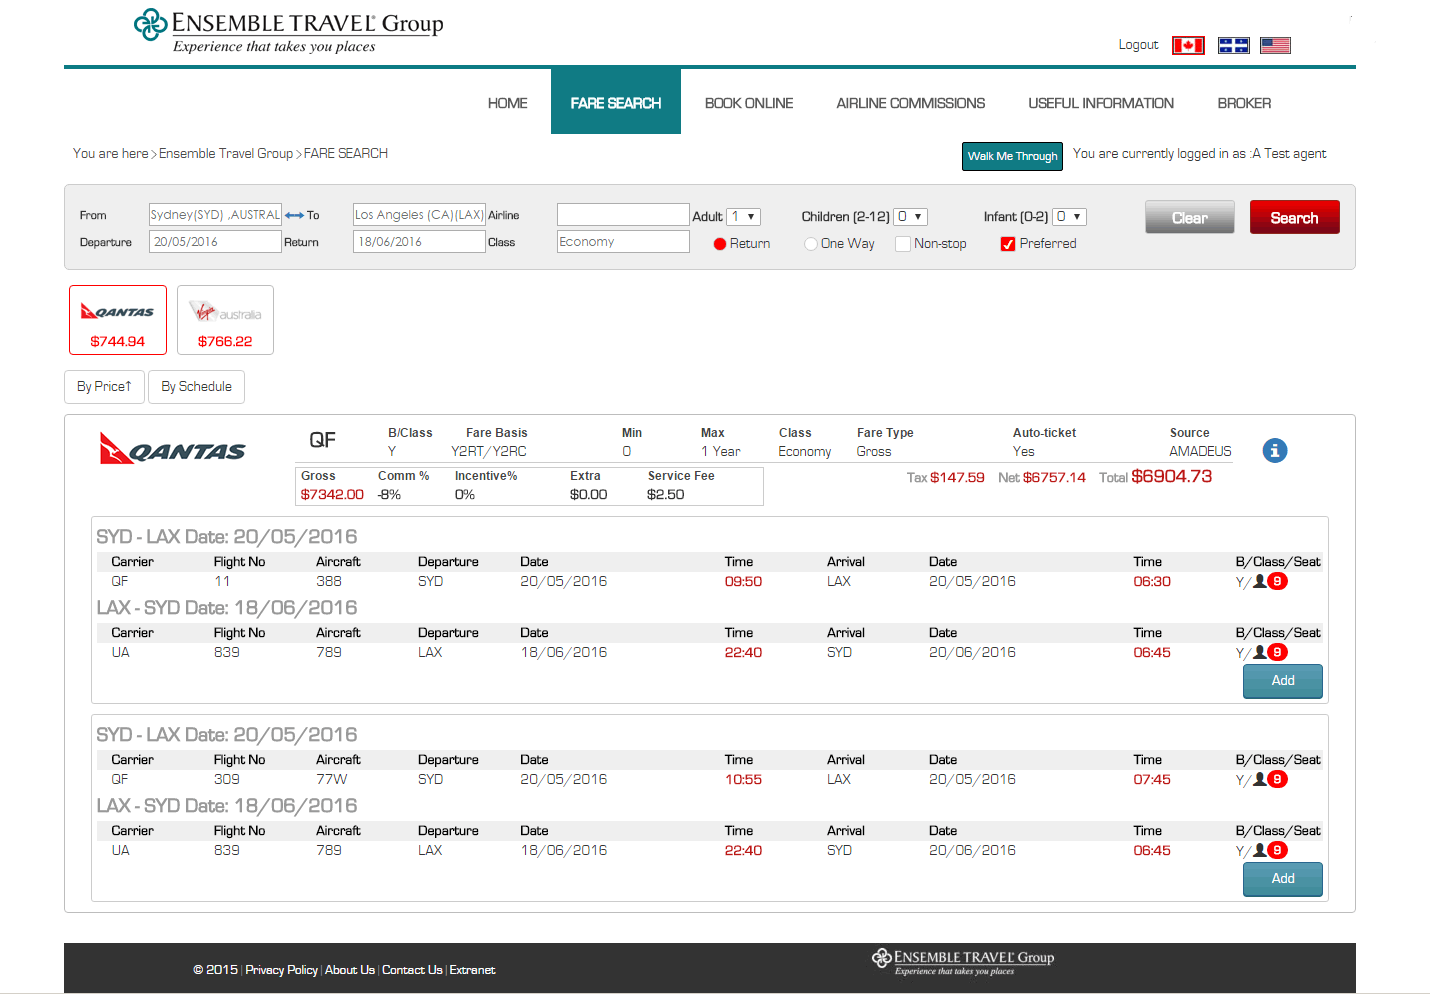 ENSEMBLE TRAVEL® Group
Experience that takes you places
Logout
HOME FARE SEARCH BOOK ONLINE AIRLINE COMMISSIONS USEFUL INFORMATION BROKER
You are here > Ensemble Travel Group > FARE SEARCH
Walk Me Through You are currently logged in as :A Test agent
From Sydney(SYD) ,AUSTRAL To Los Angeles (CA)(LAX) Airline Adult 1 Children (2-12) 0 Infant (0-2) 0 Clear Search
Departure 20/05/2016 Return 18/06/2016 Class Economy Return One Way Non-stop Preferred
QANTAS Virgin australia
$744.94 $766.22
By Price↑ By Schedule
QANTAS QF B/Class Fare Basis Min Max Class Fare Type Auto-ticket Source
Y Y2RT/Y2RC 0 1 Year Economy Gross Yes AMADEUS
Gross Comm % Incentive% Extra Service Fee Tax $147.59 Net $6757.14 Total $6904.73
$7342.00 -8% 0% $0.00 $2.50
SYD - LAX Date: 20/05/2016
Carrier Flight No Aircraft Departure Date Time Arrival Date Time B/Class/Seat
QF 11 388 SYD 20/05/2016 09:50 LAX 20/05/2016 06:30 Y/ 9
LAX - SYD Date: 18/06/2016
Carrier Flight No Aircraft Departure Date Time Arrival Date Time B/Class/Seat
UA 839 789 LAX 18/06/2016 22:40 SYD 20/06/2016 06:45 Y/ 9
Add
SYD - LAX Date: 20/05/2016
Carrier Flight No Aircraft Departure Date Time Arrival Date Time B/Class/Seat
QF 309 77W SYD 20/05/2016 10:55 LAX 20/05/2016 07:45 Y/ 9
LAX - SYD Date: 18/06/2016
Carrier Flight No Aircraft Departure Date Time Arrival Date Time B/Class/Seat
UA 839 789 LAX 18/06/2016 22:40 SYD 20/06/2016 06:45 Y/ 9
Add
© 2015 | Privacy Policy | About Us | Contact Us | Extranet
ENSEMBLE TRAVEL® Group
Experience that takes you places